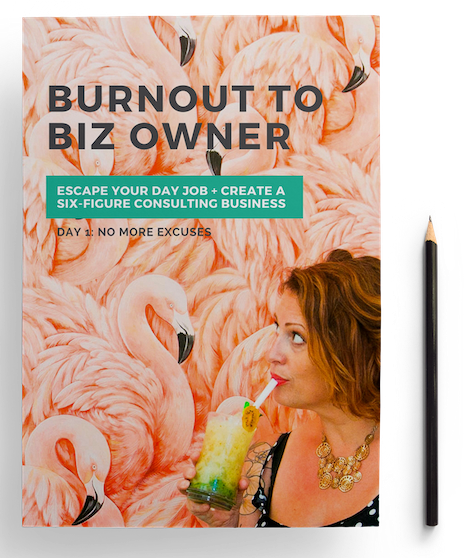 BURNOUT TO
BIZ OWNER
ESCAPE YOUR DAY JOB + CREATE A
SIX-FIGURE CONSULTING BUSINESS
DAY 1: NO MORE EXCUSES